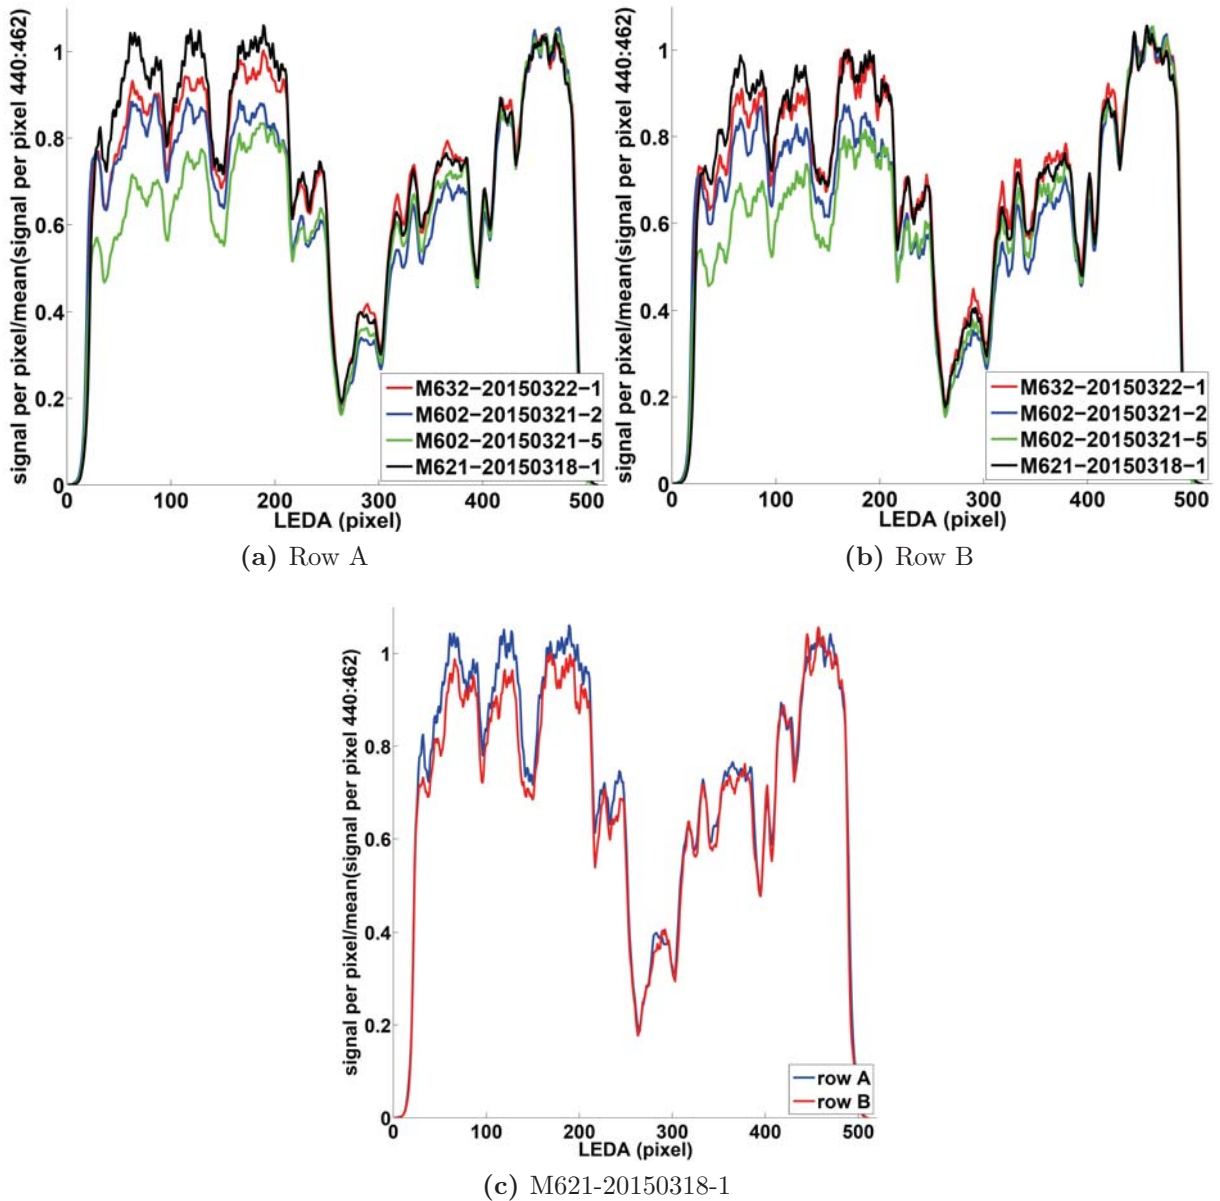 signal per pixel/mean(signal per pixel 440:462)
1
0.8
0.6
0.4
0.2
0
0 100 200 300 400 500
LEDA (pixel)
M632-20150322-1
M602-20150321-2
M602-20150321-5
M621-20150318-1
(a) Row A
signal per pixel/mean(signal per pixel 440:462)
1
0.8
0.6
0.4
0.2
0
0 100 200 300 400 500
LEDA (pixel)
M632-20150322-1
M602-20150321-2
M602-20150321-5
M621-20150318-1
(b) Row B
signal per pixel/mean(signal per pixel 440:462)
1
0.8
0.6
0.4
0.2
0
0 100 200 300 400 500
LEDA (pixel)
row A
row B
(c) M621-20150318-1